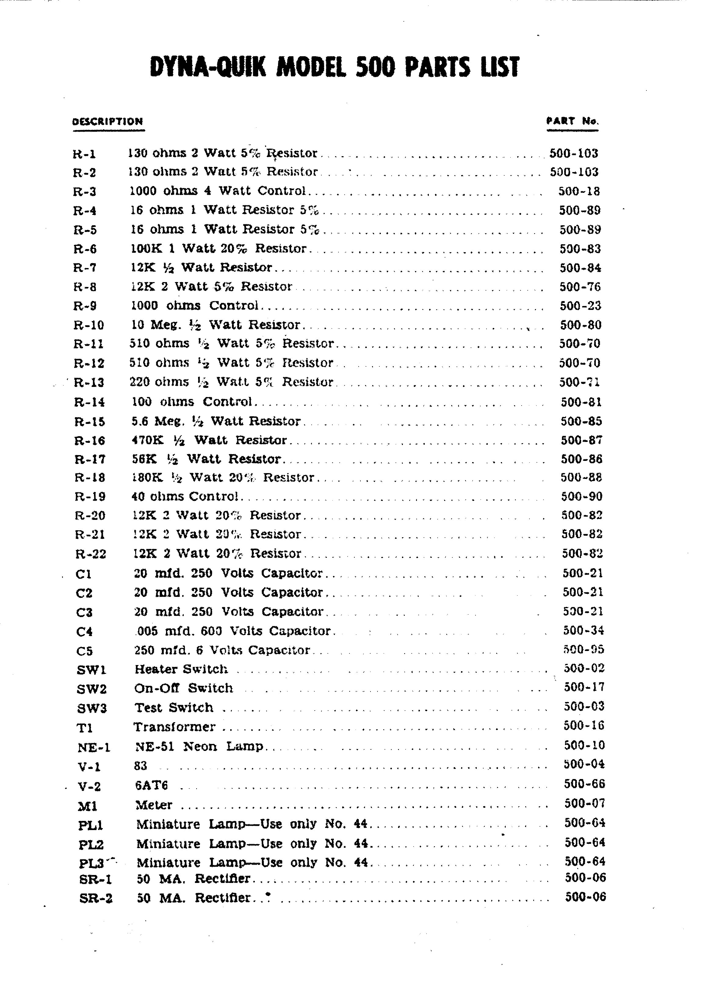 DYNA-QUIK MODEL 500 PARTS LIST
DESCRIPTION PART No.
R-1 130 ohms 2 Watt 5% Resistor 500-103
R-2 130 ohms 2 Watt 5% Resistor 500-103
R-3 1000 ohms 4 Watt Control 500-18
R-4 16 ohms 1 Watt Resistor 5% 500-89
R-5 16 ohms 1 Watt Resistor 5% 500-89
R-6 100K 1 Watt 20% Resistor 500-83
R-7 12K ½ Watt Resistor 500-84
R-8 12K 2 Watt 5% Resistor 500-76
R-9 1000 ohms Control 500-23
R-10 10 Meg. ½ Watt Resistor 500-80
R-11 510 ohms ½ Watt 5% Resistor 500-70
R-12 510 ohms ½ Watt 5% Resistor 500-70
R-13 220 ohms ½ Watt 5% Resistor 500-71
R-14 100 ohms Control 500-81
R-15 5.6 Meg. ½ Watt Resistor 500-85
R-16 470K ½ Watt Resistor 500-87
R-17 56K ½ Watt Resistor 500-86
R-18 180K ½ Watt 20% Resistor 500-88
R-19 40 ohms Control 500-90
R-20 12K 2 Watt 20% Resistor 500-82
R-21 12K 2 Watt 20% Resistor 500-82
R-22 12K 2 Watt 20% Resistor 500-82
C1 20 mfd. 250 Volts Capacitor 500-21
C2 20 mfd. 250 Volts Capacitor 500-21
C3 20 mfd. 250 Volts Capacitor 500-21
C4 .005 mfd. 600 Volts Capacitor 500-34
C5 250 mfd. 6 Volts Capacitor 500-95
SW1 Heater Switch 500-02
SW2 On-Off Switch 500-17
SW3 Test Switch 500-03
T1 Transformer 500-16
NE-1 NE-51 Neon Lamp 500-10
V-1 83 500-04
V-2 6AT6 500-66
M1 Meter 500-07
PL1 Miniature Lamp—Use only No. 44 500-64
PL2 Miniature Lamp—Use only No. 44 500-64
PL3 Miniature Lamp—Use only No. 44 500-64
SR-1 50 MA. Rectifier 500-06
SR-2 50 MA. Rectifier 500-06